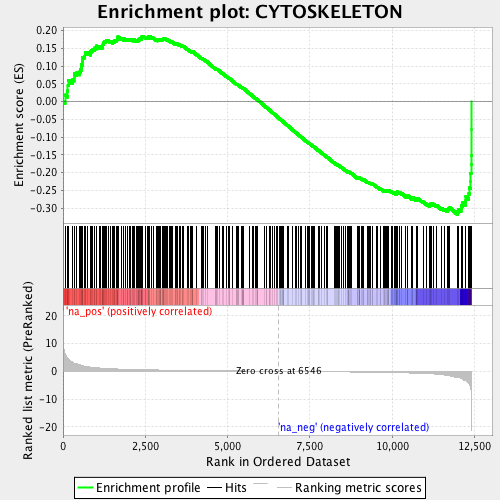 Enrichment plot: CYTOSKELETON
Enrichment score (ES)
0.20
0.15
0.10
0.05
0.00
-0.05
-0.10
-0.15
-0.20
-0.25
-0.30
'na_pos' (positively correlated)
Ranked list metric (PreRanked)
20
10
0
-10
-20
Zero cross at 6546
'na_neg' (negatively correlated)
0
2,500
5,000
7,500
10,000
12,500
Rank in Ordered Dataset
Enrichment profile
Hits
Ranking metric scores